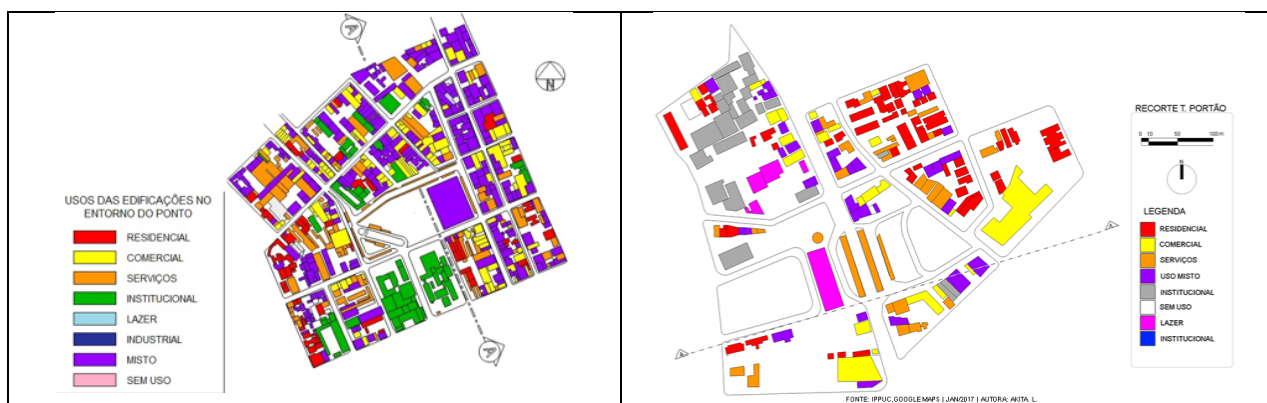 A
N
USOS DAS EDIFICAÇÕES NO
ENTORNO DO PONTO
RESIDENCIAL
COMERCIAL
SERVIÇOS
INSTITUCIONAL
LAZER
INDUSTRIAL
MISTO
SEM USO
A
RECORTE T. PORTÃO
0 10 50 100m
N
LEGENDA
RESIDENCIAL
COMERCIAL
SERVIÇOS
USO MISTO
INSTITUCIONAL
SEM USO
LAZER
INSTITUCIONAL
FONTE: IPPUC,GOOGLE MAPS | JAN/2017 | AUTORA: AKITA, L.